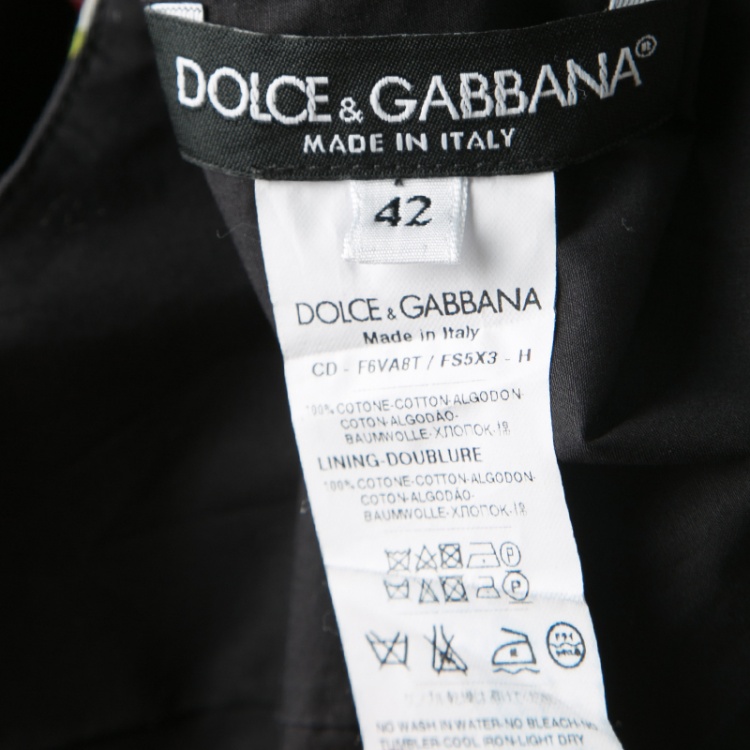 DOLCE & GABBANA®
MADE IN ITALY
42
DOLCE & GABBANA
Made in Italy
CD - F6VA8T / FS5X3 - H
100% COTONE-COTTON-ALGODON
COTON-ALGODAO-
BAUMWOLLE-ХЛОПОК-
LINING-DOUBLURE
100% COTONE-COTTON-ALGODON-
COTON-ALGODÃO-
BAUMWOLLE-ХЛОПОК-
P
P
NO WASH IN WATER-NO BLEACH-NO
TUMBLER-COOL IRON-LIGHT DRY